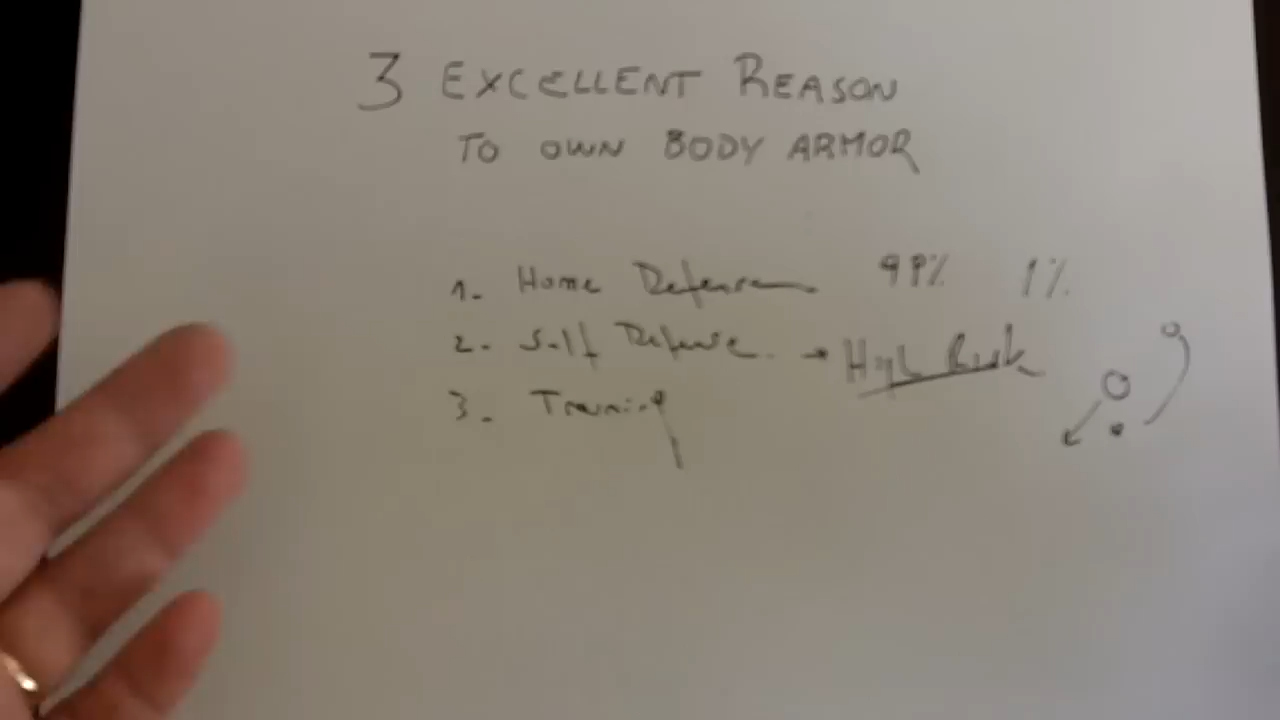 3 EXCELLENT REASON
TO OWN BODY ARMOR
1. Home Defense 99% 1%
2. Self Defense. → High Risk
3. Training